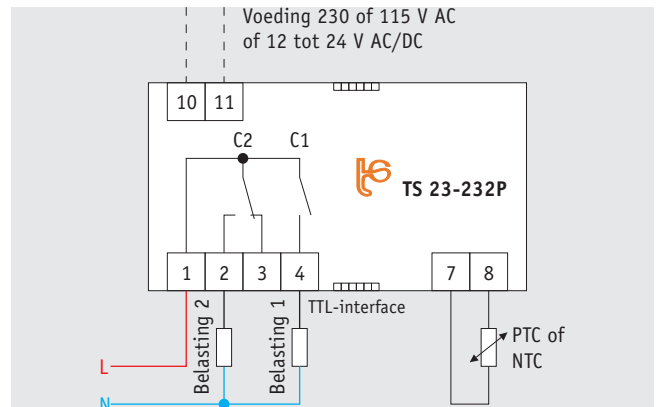 Voeding 230 of 115 V AC
of 12 tot 24 V AC/DC
10 11
C2 C1
ts TS 23-232P
1 2 3 4 7 8
Belasting 2
Belasting 1
TTL-interface
PTC of
NTC
L
N